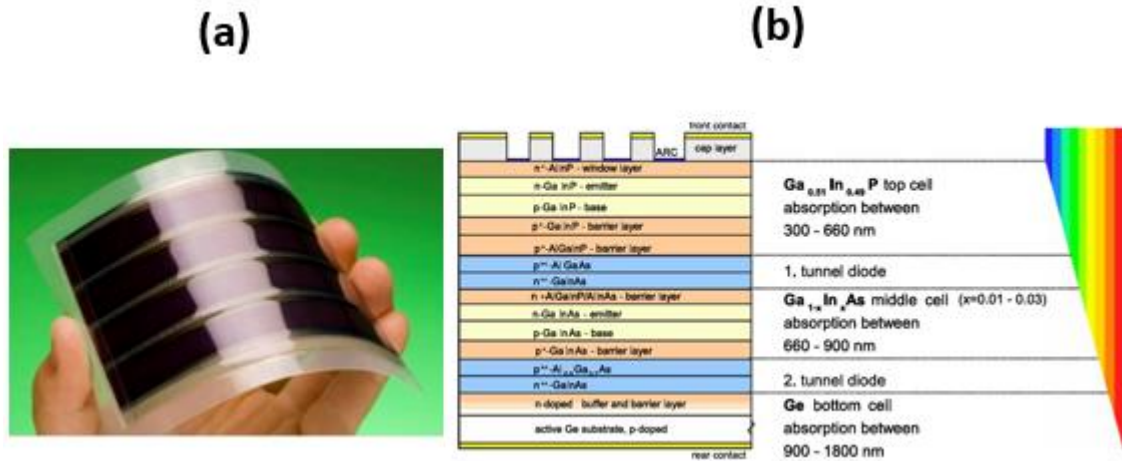 (a)
(b)
front contact
cap layer
ARC
n⁺-AlInP - window layer
n-GaInP - emitter
p-GaInP - base
p⁺-GaInP - barrier layer
p⁺-AlGaInP - barrier layer
p⁺⁺-AlGaAs
n⁺⁺-GaInAs
n⁺-AlGaInP/AlInAs - barrier layer
n-GaInAs - emitter
p-GaInAs - base
p⁺-GaInAs - barrier layer
n⁺⁺-GaInAs
n-doped buffer and barrier layer
active Ge substrate, p-doped
rear contact
Ga₀.₅₁In₀.₄₉P top cell
absorption between
300 - 660 nm
1. tunnel diode
Ga₁₋ₓInₓAs middle cell (x=0.01 - 0.03)
absorption between
660 - 900 nm
2. tunnel diode
Ge bottom cell
absorption between
900 - 1800 nm